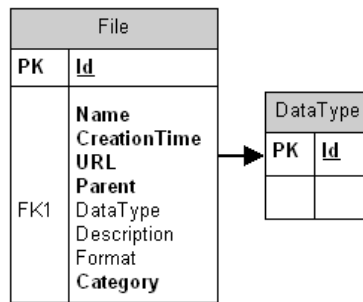 File
PK Id
Name
CreationTime
URL
Parent
FK1 DataType
Description
Format
Category
DataType
PK Id